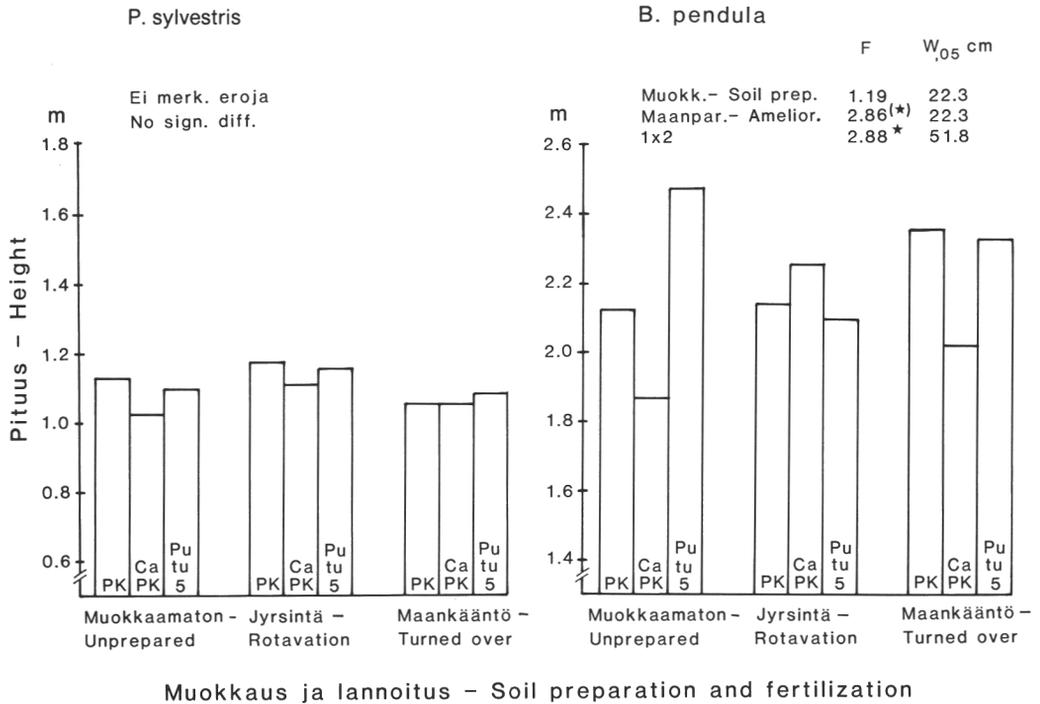 P. sylvestris
Ei merk. eroja
No sign. diff.
m
1.8
1.6
1.4
1.2
1.0
0.8
0.6
Pituus – Height
PK
Ca
PK
Pu
tu
5
PK
Ca
PK
Pu
tu
5
PK
Ca
PK
Pu
tu
5
Muokkaamaton-
Unprepared
Jyrsintä –
Rotavation
Maankääntö –
Turned over
B. pendula
F W,05 cm
Muokk.– Soil prep. 1.19 22.3
Maanpar.– Amelior. 2.86(★) 22.3
1x2 2.88★ 51.8
m
2.6
2.4
2.2
2.0
1.8
1.6
1.4
PK
Ca
PK
Pu
tu
5
PK
Ca
PK
Pu
tu
5
PK
Ca
PK
Pu
tu
5
Muokkaamaton-
Unprepared
Jyrsintä –
Rotavation
Maankääntö–
Turned over
Muokkaus ja lannoitus – Soil preparation and fertilization